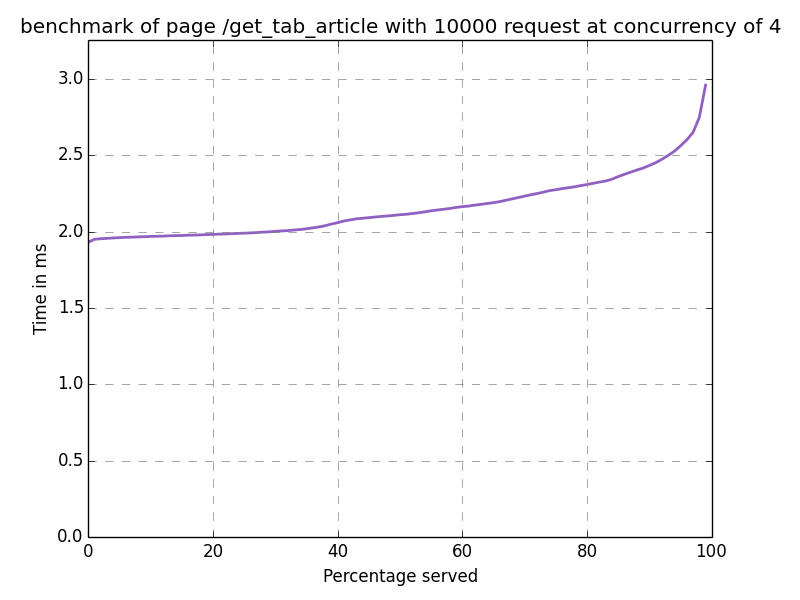 benchmark of page /get_tab_article with 10000 request at concurrency of 4
3.0
2.5
2.0
1.5
1.0
0.5
0.0
Time in ms
0 20 40 60 80 100
Percentage served